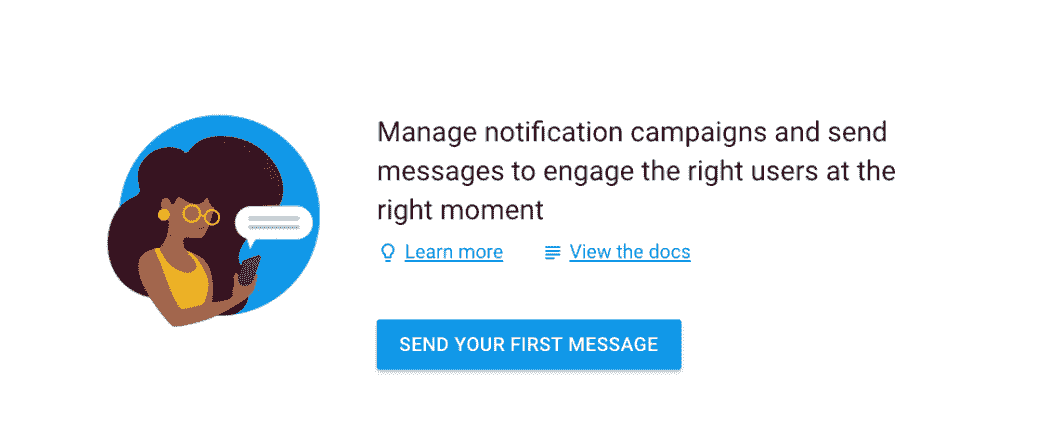 Manage notification campaigns and send
messages to engage the right users at the
right moment
Learn more View the docs
SEND YOUR FIRST MESSAGE